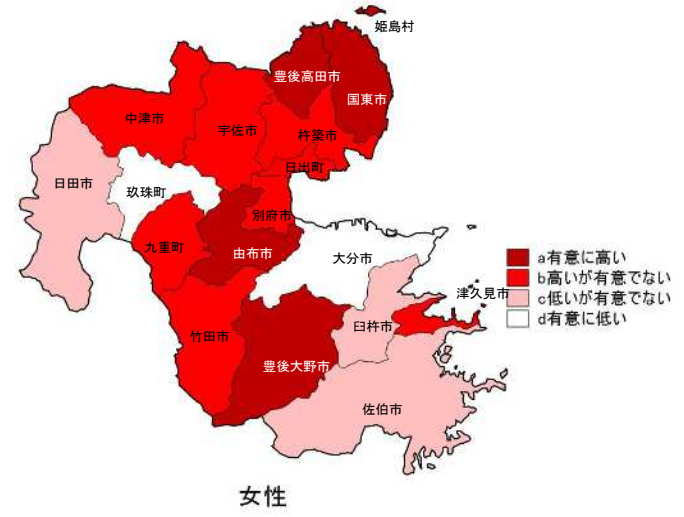 姫島村
豊後高田市
国東市
中津市
宇佐市
杵築市
日出町
日田市
玖珠町
別府市
九重町
由布市
大分市
a有意に高い
b高いが有意でない
c低いが有意でない
d有意に低い
津久見市
臼杵市
竹田市
豊後大野市
佐伯市
女性